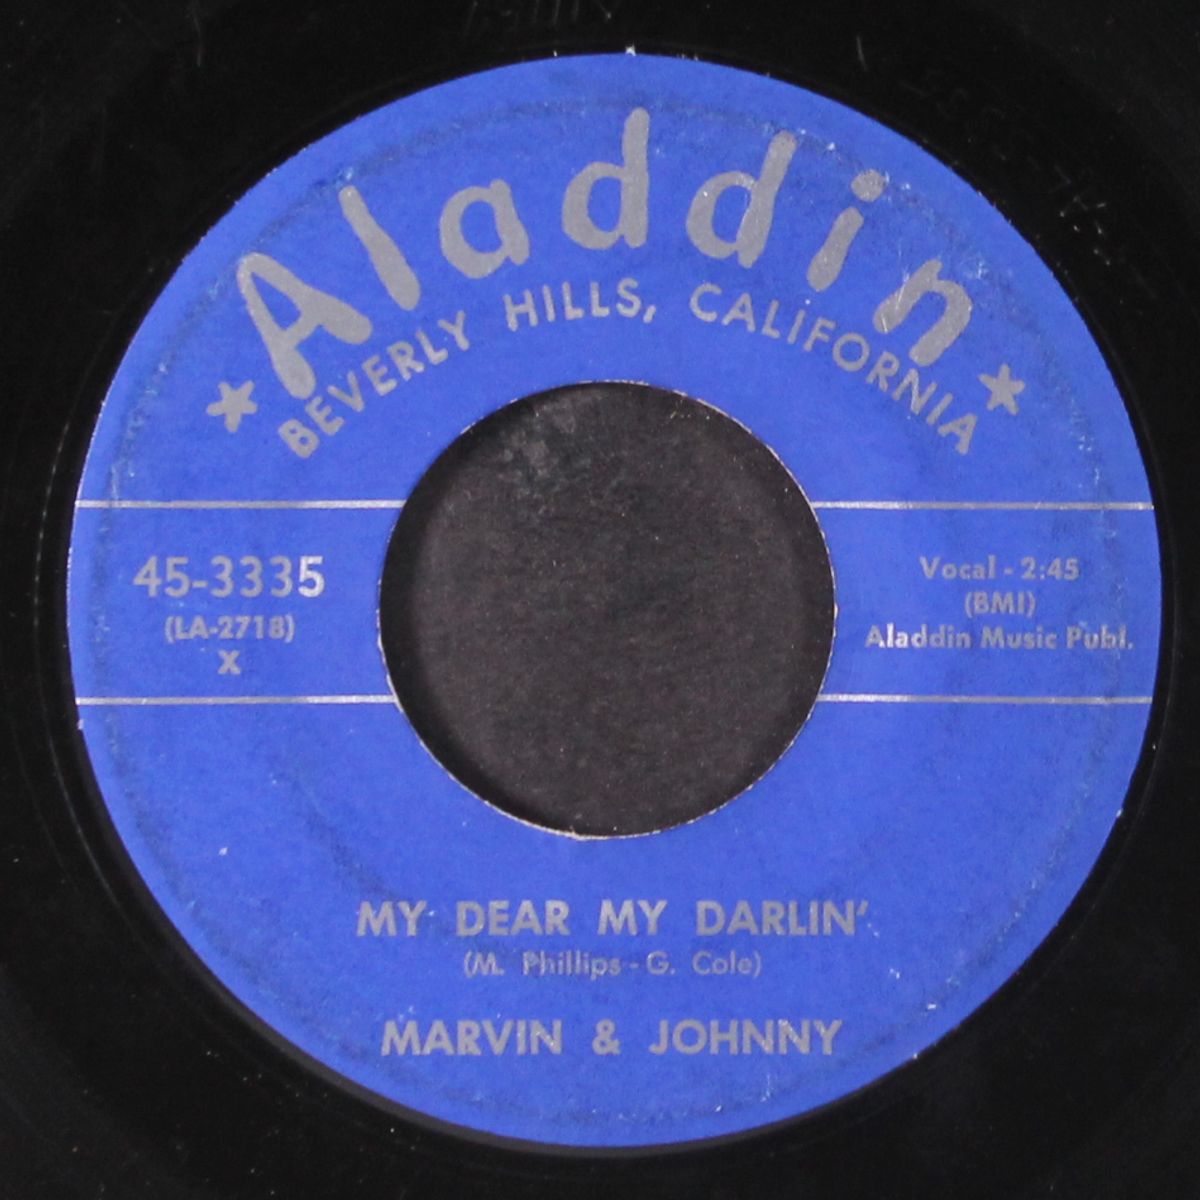 Aladdin
BEVERLY HILLS, CALIFORNIA
45-3335
(LA-2718)
X
Vocal - 2:45
(BMI)
Aladdin Music Publ.
MY DEAR MY DARLIN'
(M. Phillips - G. Cole)
MARVIN & JOHNNY